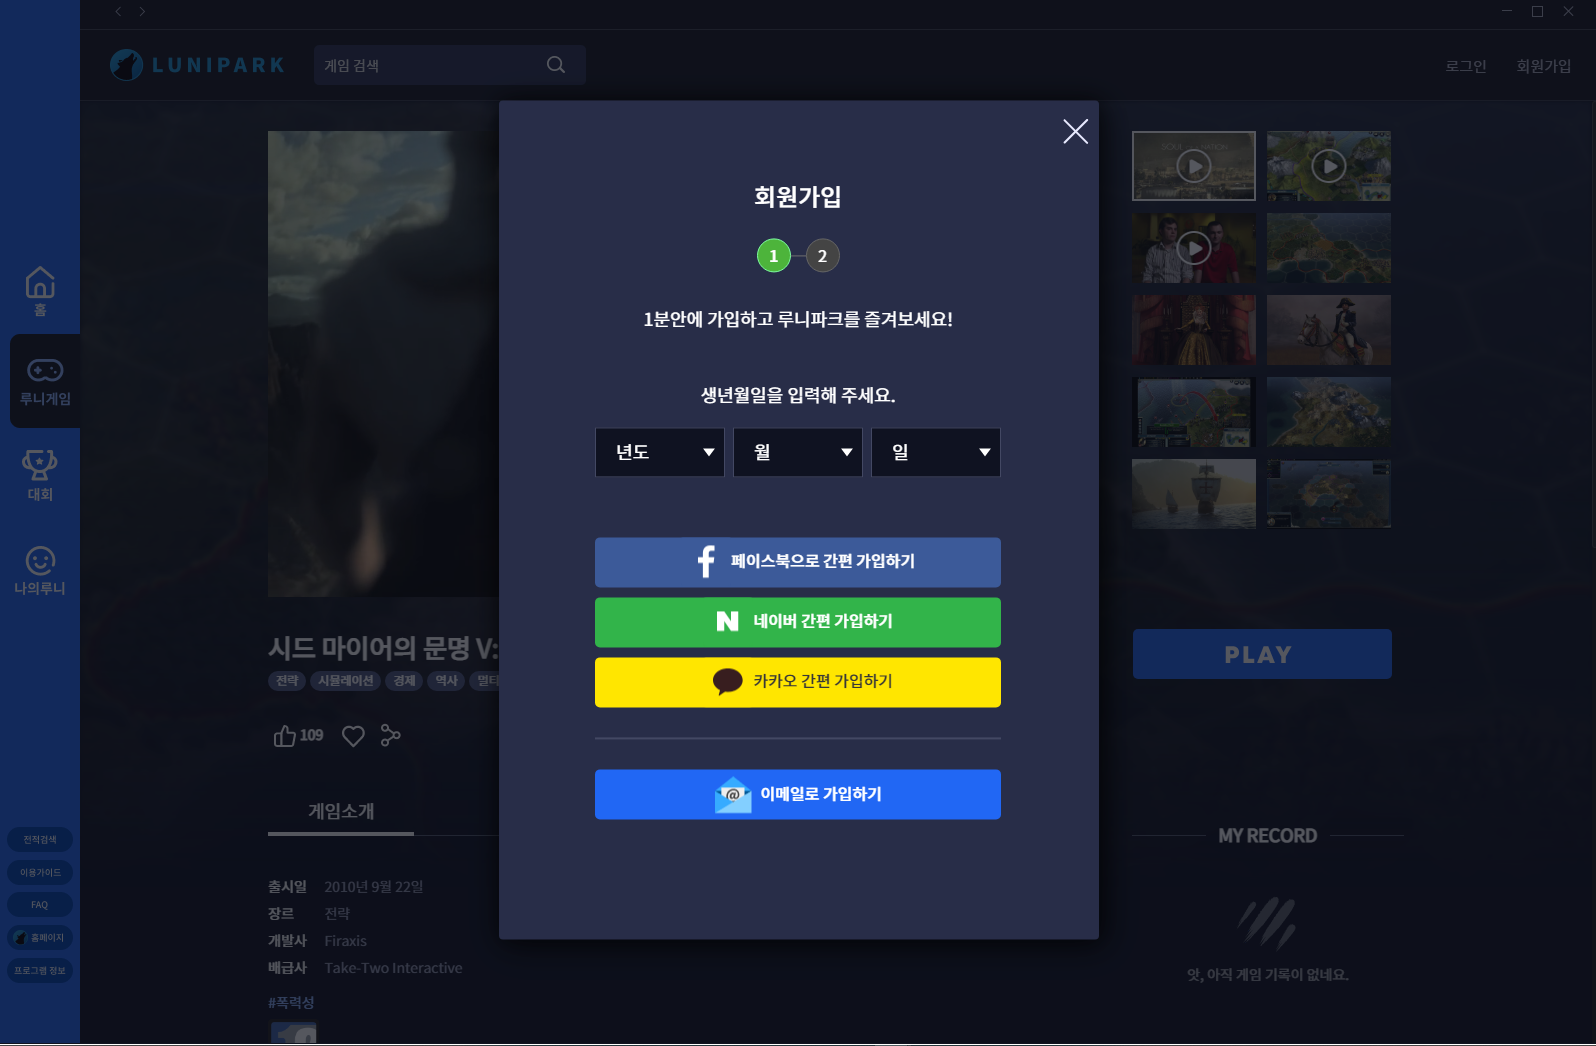 LUNIPARK
게임 검색
로그인
회원가입
홈
루니게임
대회
나의루니
전적검색
이용가이드
FAQ
홈페이지
프로그램 정보
회원가입
1
2
1분안에 가입하고 루니파크를 즐겨보세요!
생년월일을 입력해 주세요.
년도
월
일
페이스북으로 간편 가입하기
N 네이버 간편 가입하기
카카오 간편 가입하기
@ 이메일로 가입하기
시드 마이어의 문명 V:
전략
시뮬레이션
경제
역사
멀티
109
게임소개
출시일 2010년 9월 22일
장르 전략
개발사 Firaxis
배급사 Take-Two Interactive
#폭력성
PLAY
MY RECORD
앗, 아직 게임 기록이 없네요.